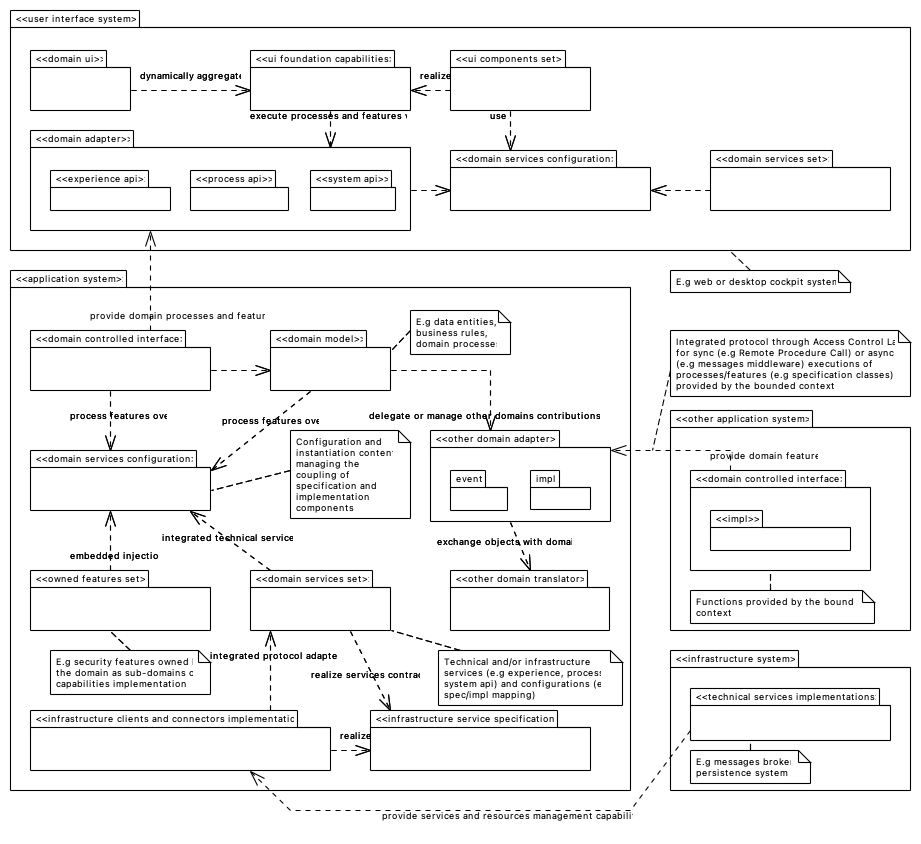 <<user interface system>
<<domain ui>>
<<ui foundation capabilities>
<<ui components set>
dynamically aggregate
realize
execute processes and features
use
<<domain adapter>>
<<domain services configuration>
<<domain services set>
<<experience api>
<<process api>>
<<system api>>
<<application system>
E.g web or desktop cockpit system
provide domain processes and featur
<<domain controlled interface>
<<domain model>>
E.g data entities,
business rules,
domain processes
Integrated protocol through Access Control La
for sync (e.g Remote Procedure Call) or async
(e.g messages middleware) executions of
processes/features (e.g specification classes)
provided by the bounded context
process features ove
process features ove
delegate or manage other domains contributions
<<other application system>
Configuration and
instantiation content
managing the
coupling of
specification and
implementation
components
<<other domain adapter>
<<domain services configuration>
provide domain feature
<<domain controlled interface>
event
impl
<<impl>>
integrated technical service
exchange objects with domai
embedded injectio
<<owned features set>
<<domain services set>
<<other domain translator>
Functions provided by the bound
context
E.g security features owned
the domain as sub-domains c
capabilities implementation
integrated protocol adapte
realize services contrac
Technical and/or infrastructure
services (e.g experience, process
system api) and configurations (e
spec/impl mapping)
<<infrastructure system>
<<technical services implementations
<<infrastructure clients and connectors implementatic
<<infrastructure service specification
realize
E.g messages broker
persistence system
provide services and resources management capabili